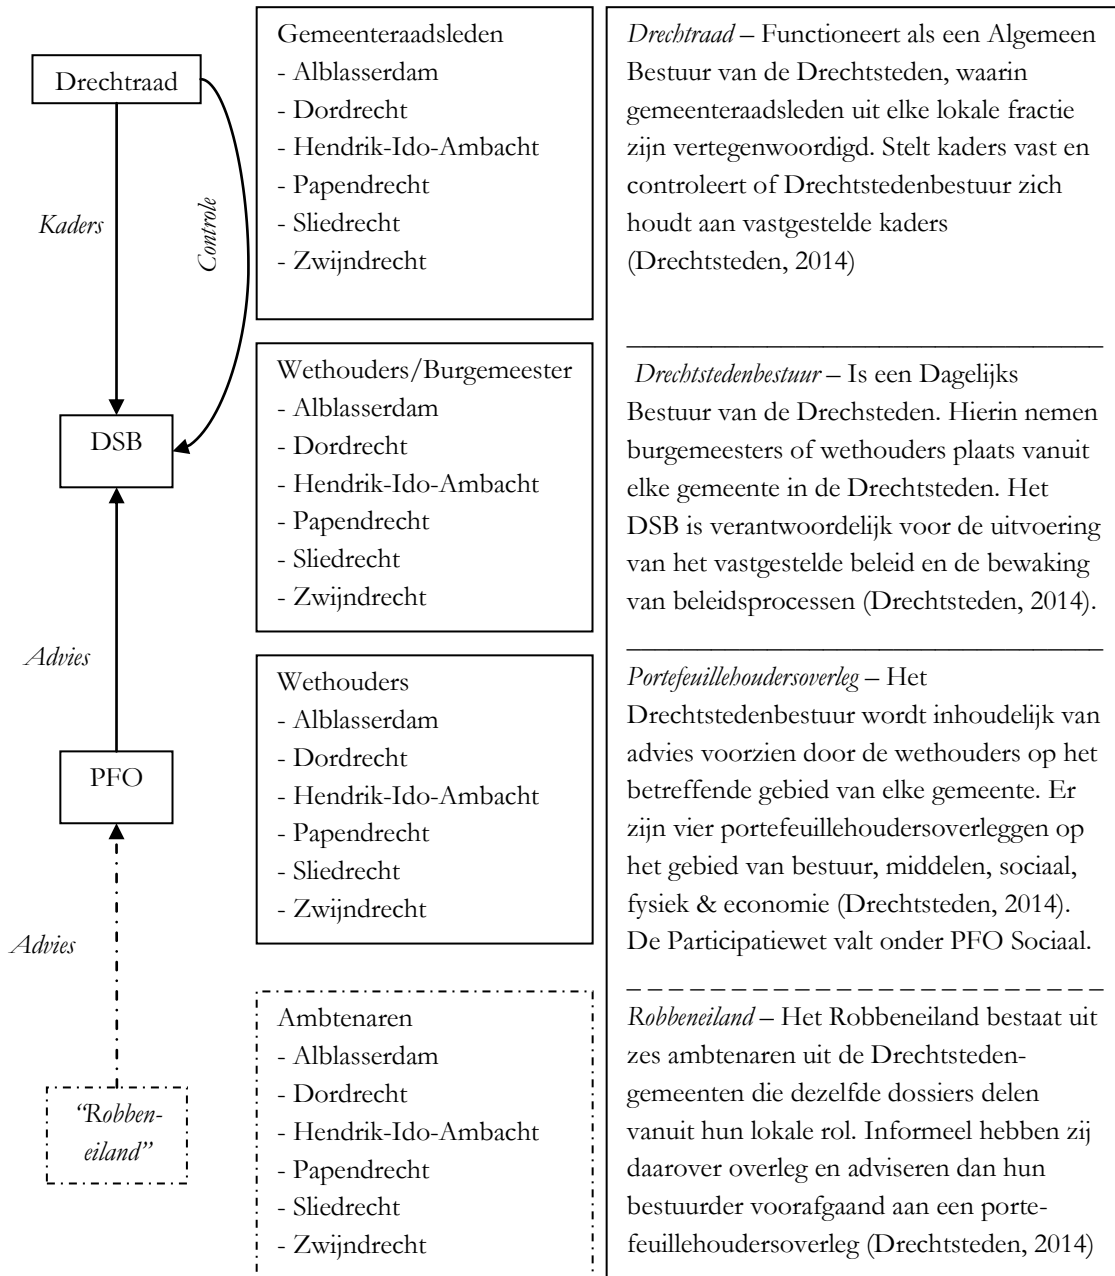 Drechtraad
Kaders
Controle
DSB
Advies
PFO
Advies
“Robben-
eiland”
Gemeenteraadsleden
- Alblasserdam
- Dordrecht
- Hendrik-Ido-Ambacht
- Papendrecht
- Sliedrecht
- Zwijndrecht
Wethouders/Burgemeester
- Alblasserdam
- Dordrecht
- Hendrik-Ido-Ambacht
- Papendrecht
- Sliedrecht
- Zwijndrecht
Wethouders
- Alblasserdam
- Dordrecht
- Hendrik-Ido-Ambacht
- Papendrecht
- Sliedrecht
- Zwijndrecht
Ambtenaren
- Alblasserdam
- Dordrecht
- Hendrik-Ido-Ambacht
- Papendrecht
- Sliedrecht
- Zwijndrecht
Drechtraad – Functioneert als een Algemeen
Bestuur van de Drechtsteden, waarin
gemeenteraadsleden uit elke lokale fractie
zijn vertegenwoordigd. Stelt kaders vast en
controleert of Drechtstedenbestuur zich
houdt aan vastgestelde kaders
(Drechtsteden, 2014)
Drechtstedenbestuur – Is een Dagelijks
Bestuur van de Drechsteden. Hierin nemen
burgemeesters of wethouders plaats vanuit
elke gemeente in de Drechtsteden. Het
DSB is verantwoordelijk voor de uitvoering
van het vastgestelde beleid en de bewaking
van beleidsprocessen (Drechtsteden, 2014).
Portefeuillehoudersoverleg – Het
Drechtstedenbestuur wordt inhoudelijk van
advies voorzien door de wethouders op het
betreffende gebied van elke gemeente. Er
zijn vier portefeuillehoudersoverleggen op
het gebied van bestuur, middelen, sociaal,
fysiek & economie (Drechtsteden, 2014).
De Participatiewet valt onder PFO Sociaal.
Robbeneiland – Het Robbeneiland bestaat uit
zes ambtenaren uit de Drechtsteden-
gemeenten die dezelfde dossiers delen
vanuit hun lokale rol. Informeel hebben zij
daarover overleg en adviseren dan hun
bestuurder voorafgaand aan een porte-
feuillehoudersoverleg (Drechtsteden, 2014)